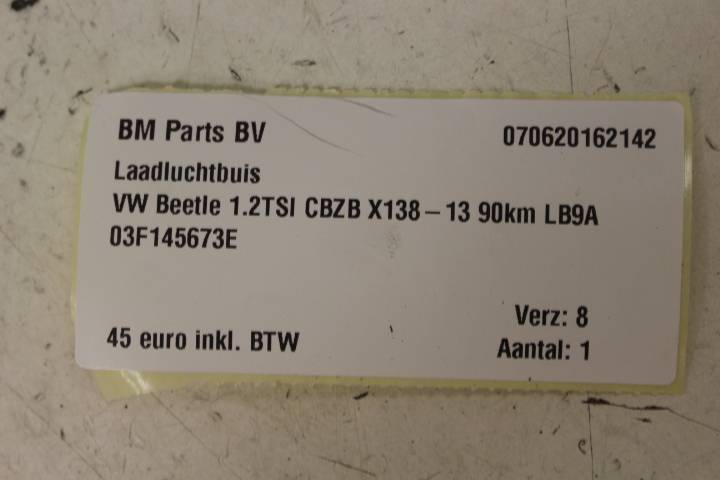 BM Parts BV 070620162142
Laadluchtbuis
VW Beetle 1.2TSI CBZB X138 – 13 90km LB9A
03F145673E
Verz: 8
45 euro inkl. BTW Aantal: 1